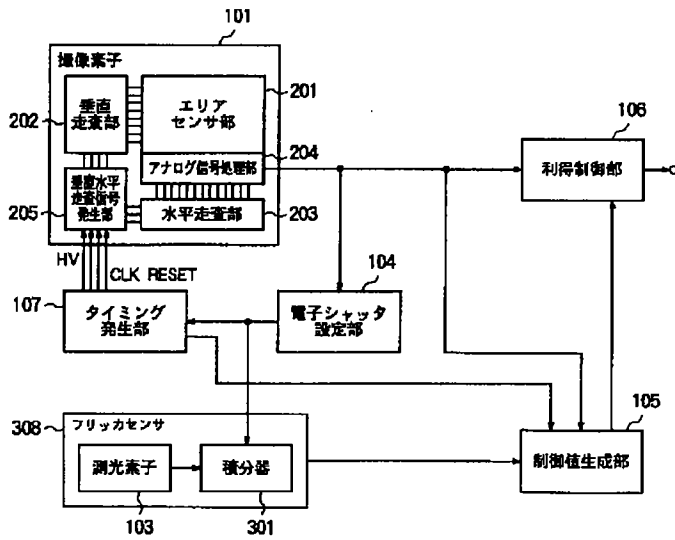 101
撮像素子
202
垂直
走査部
エリア
センサ部
201
204
アナログ信号処理部
205
垂直水平
走査信号
発生部
水平走査部
203
HV
CLK RESET
106
利得制御部
107
タイミング
発生部
104
電子シャッタ
設定部
308
フリッカセンサ
測光素子
積分器
103
301
105
制御値生成部